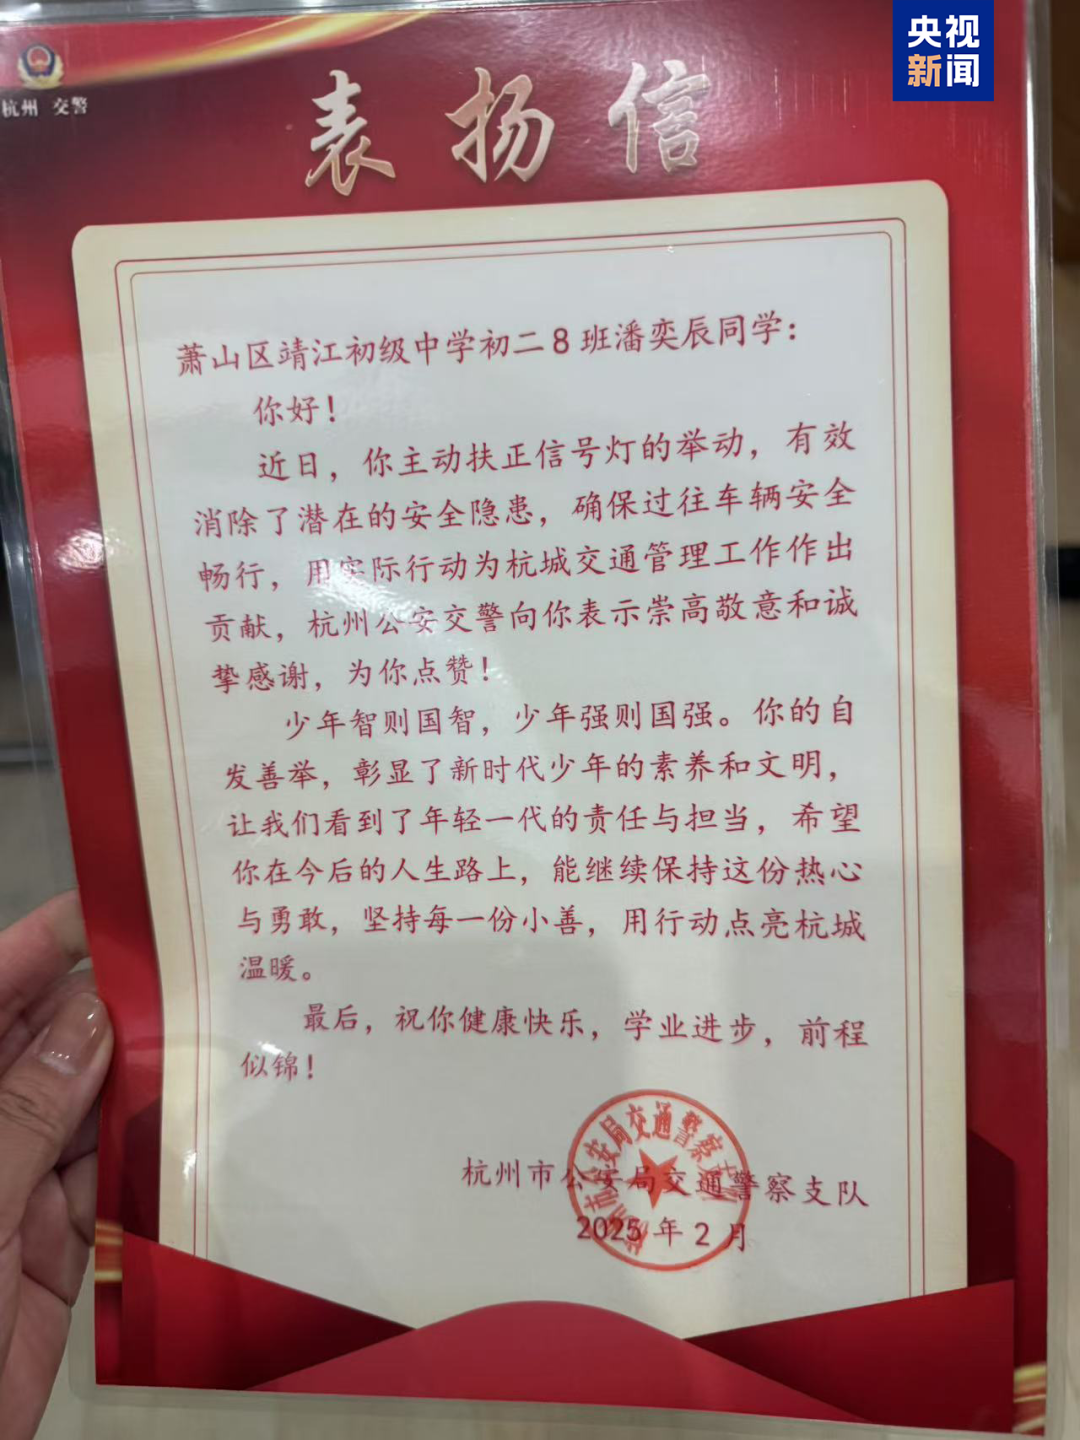 央视
新闻
杭州 交警
表扬信
萧山区靖江初级中学初二8班潘奕辰同学：
你好！
近日，你主动扶正信号灯的举动，有效
消除了潜在的安全隐患，确保过往车辆安全
畅行，用实际行动为杭城交通管理工作作出
贡献，杭州公安交警向你表示崇高敬意和诚
挚感谢，为你点赞！
少年智则国智，少年强则国强。你的自
发善举，彰显了新时代少年的素养和文明，
让我们看到了年轻一代的责任与担当，希望
你在今后的人生路上，能继续保持这份热心
与勇敢，坚持每一份小善，用行动点亮杭城
温暖。
最后，祝你健康快乐，学业进步，前程
似锦！
杭州市公安局交通警察支队
2025年2月
杭州市公安局交通警察支队